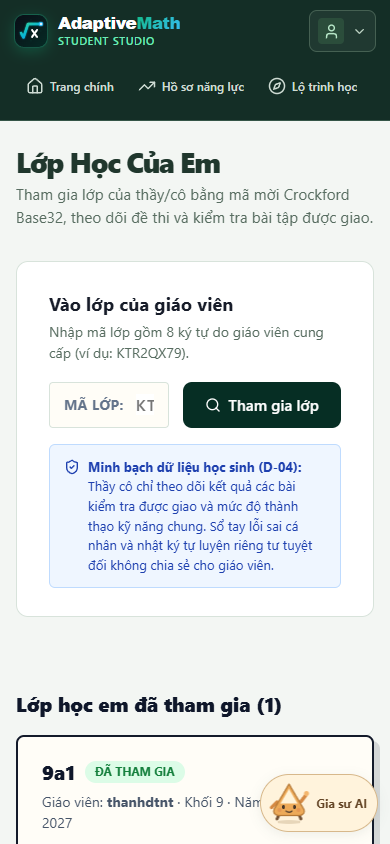 AdaptiveMath
STUDENT STUDIO
Trang chính
Hồ sơ năng lực
Lộ trình học
Lớp Học Của Em
Tham gia lớp của thầy/cô bằng mã mời Crockford
Base32, theo dõi đề thi và kiểm tra bài tập được giao.
Vào lớp của giáo viên
Nhập mã lớp gồm 8 ký tự do giáo viên cung
cấp (ví dụ: KTR2QX79).
MÃ LỚP: KT
Tham gia lớp
Minh bạch dữ liệu học sinh (D-04):
Thầy cô chỉ theo dõi kết quả các bài
kiểm tra được giao và mức độ thành
thạo kỹ năng chung. Sổ tay lỗi sai cá
nhân và nhật ký tự luyện riêng tư tuyệt
đối không chia sẻ cho giáo viên.
Lớp học em đã tham gia (1)
9a1 ĐÃ THAM GIA
Giáo viên: thanhdtnt · Khối 9 · Năm
2027
Gia sư AI